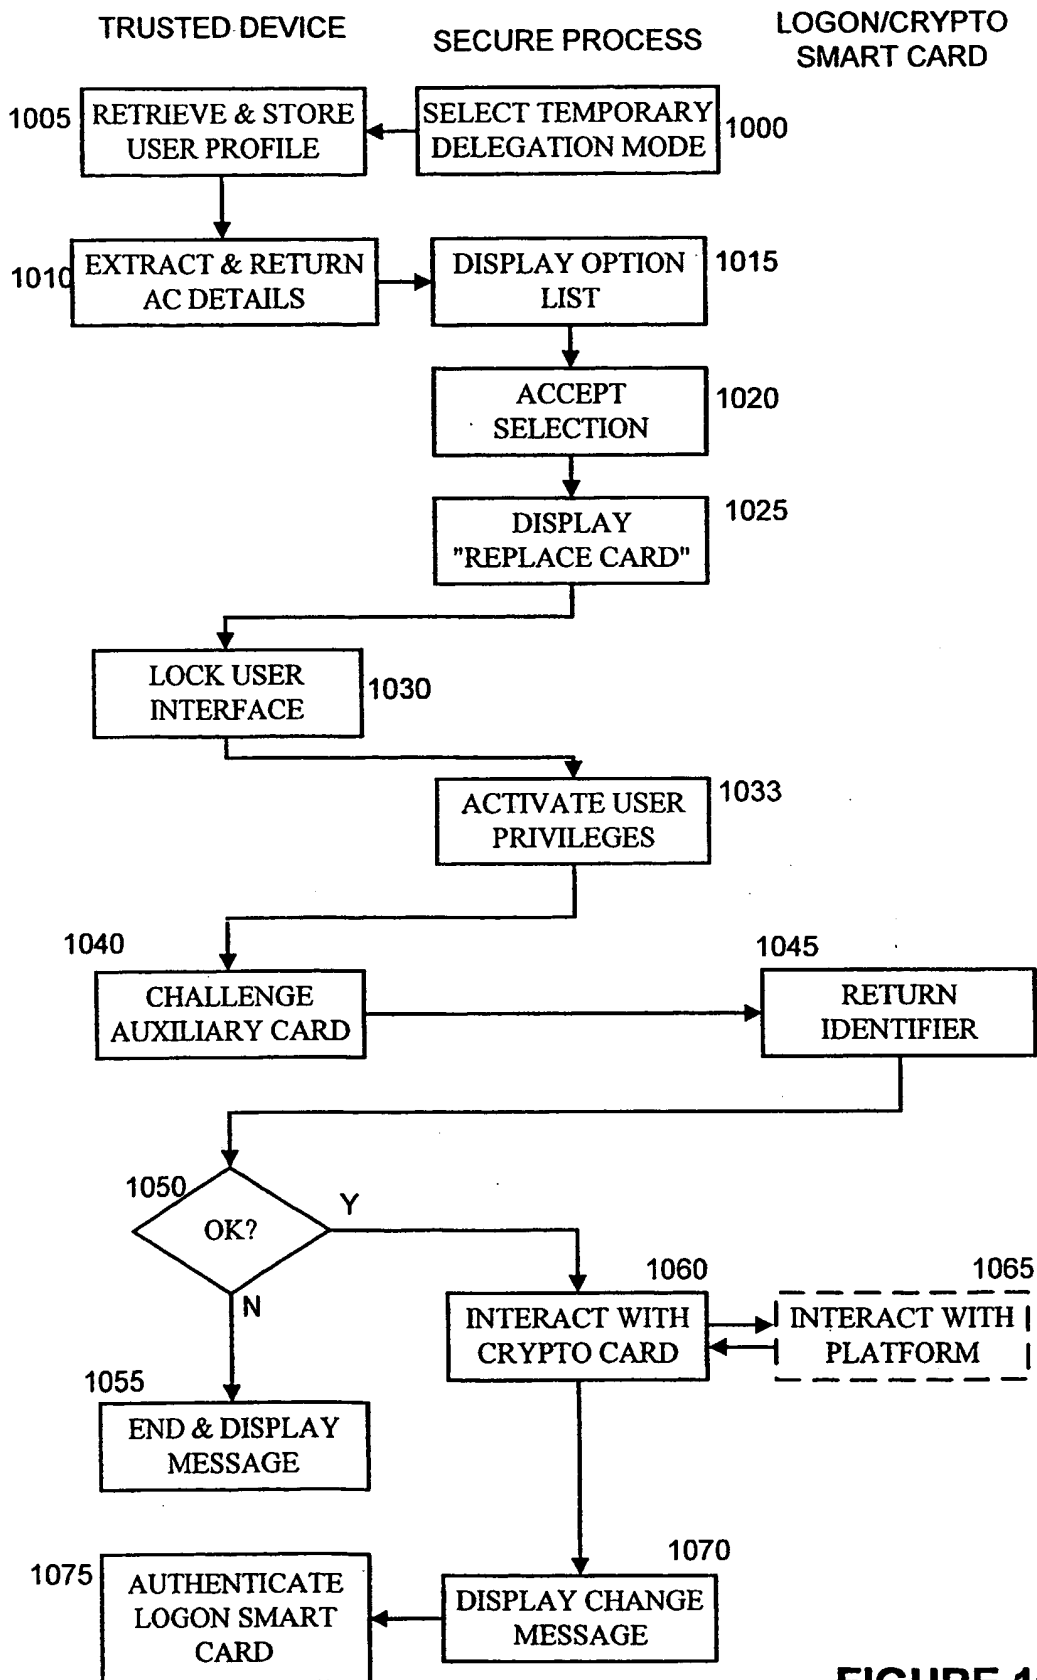 TRUSTED DEVICE
SECURE PROCESS
LOGON/CRYPTO
SMART CARD
1005
RETRIEVE & STORE
USER PROFILE
SELECT TEMPORARY
DELEGATION MODE
1000
1010
EXTRACT & RETURN
AC DETAILS
DISPLAY OPTION
LIST
1015
ACCEPT
SELECTION
1020
DISPLAY
"REPLACE CARD"
1025
LOCK USER
INTERFACE
1030
ACTIVATE USER
PRIVILEGES
1033
1040
CHALLENGE
AUXILIARY CARD
1045
RETURN
IDENTIFIER
1050
OK?
Y
N
1060
INTERACT WITH
CRYPTO CARD
1065
INTERACT WITH
PLATFORM
1055
END & DISPLAY
MESSAGE
1070
DISPLAY CHANGE
MESSAGE
1075
AUTHENTICATE
LOGON SMART
CARD
FIGURE